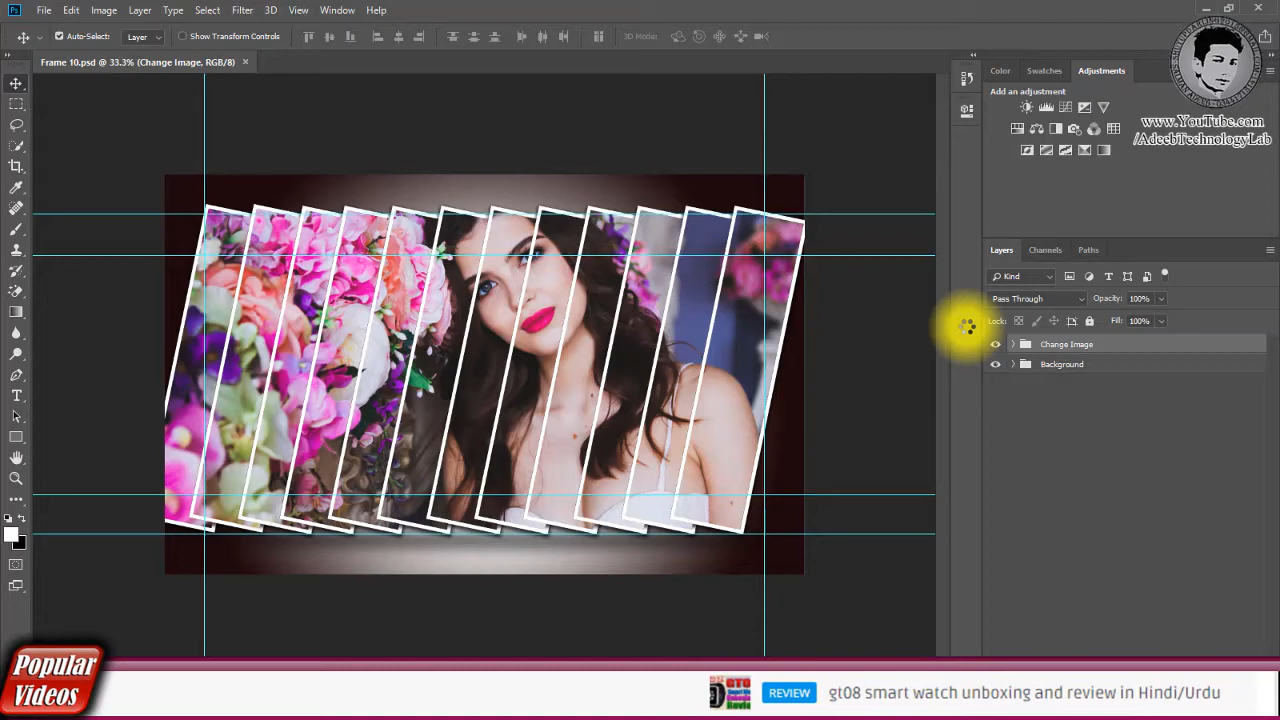 Ps File Edit Image Layer Type Select Filter 3D View Window Help
Auto-Select: Layer Show Transform Controls 3D Mode:
Frame 10.psd @ 33.3% (Change Image, RGB/8) ×
Color Swatches Adjustments
Add an adjustment
www.YouTube.com
/AdeebTechnologyLab
Layers Channels Paths
Kind
Pass Through Opacity: 100%
Lock: Fill: 100%
Change Image
Background
Popular
Videos
REVIEW gt08 smart watch unboxing and review in Hindi/Urdu